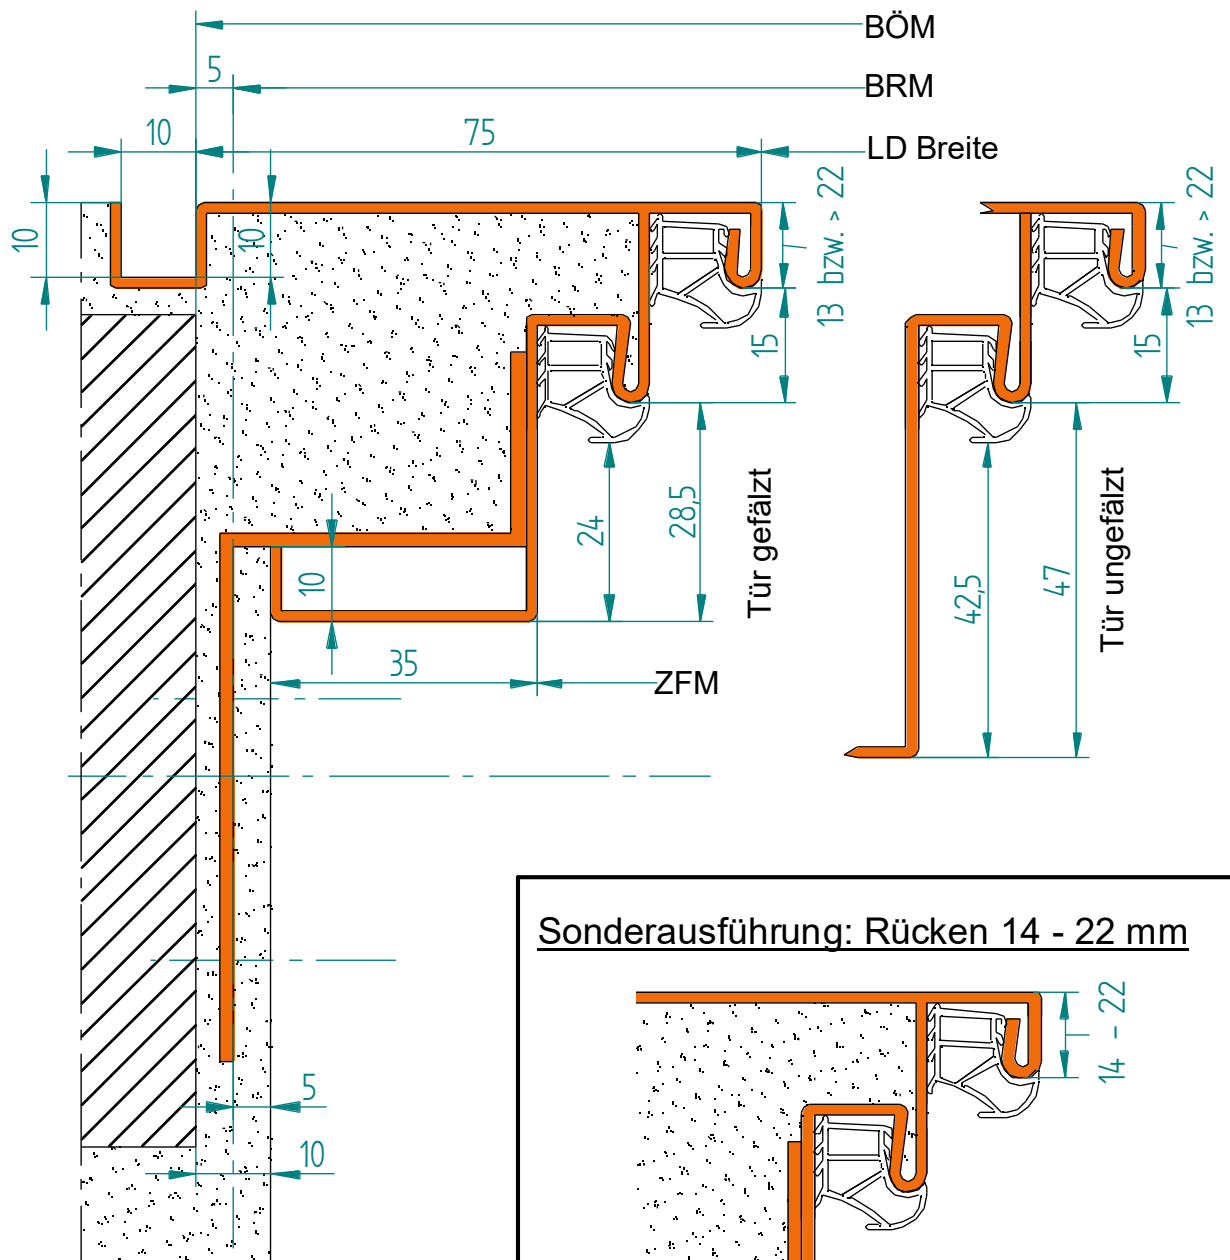 BÖM
5
BRM
10
75
LD Breite
10
10
13 bzw. > 22
15
13 bzw. > 22
15
24
28,5
Tür gefälzt
42,5
47
Tür ungefälzt
10
35
ZFM
Sonderausführung: Rücken 14 - 22 mm
14 - 22
5
10